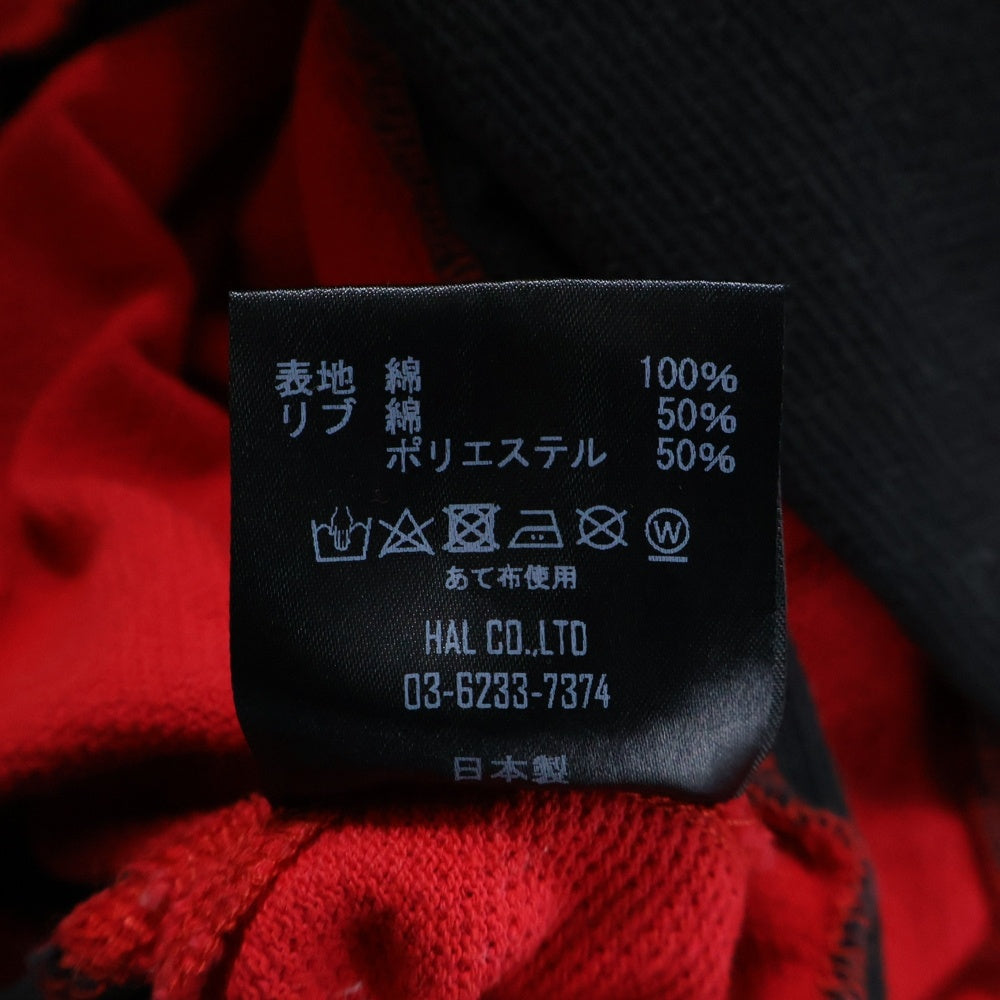 表地 綿 100%
リブ 綿 50%
ポリエステル 50%
W
あて布使用
HAL CO.,LTD
03-6233-7374
日本製